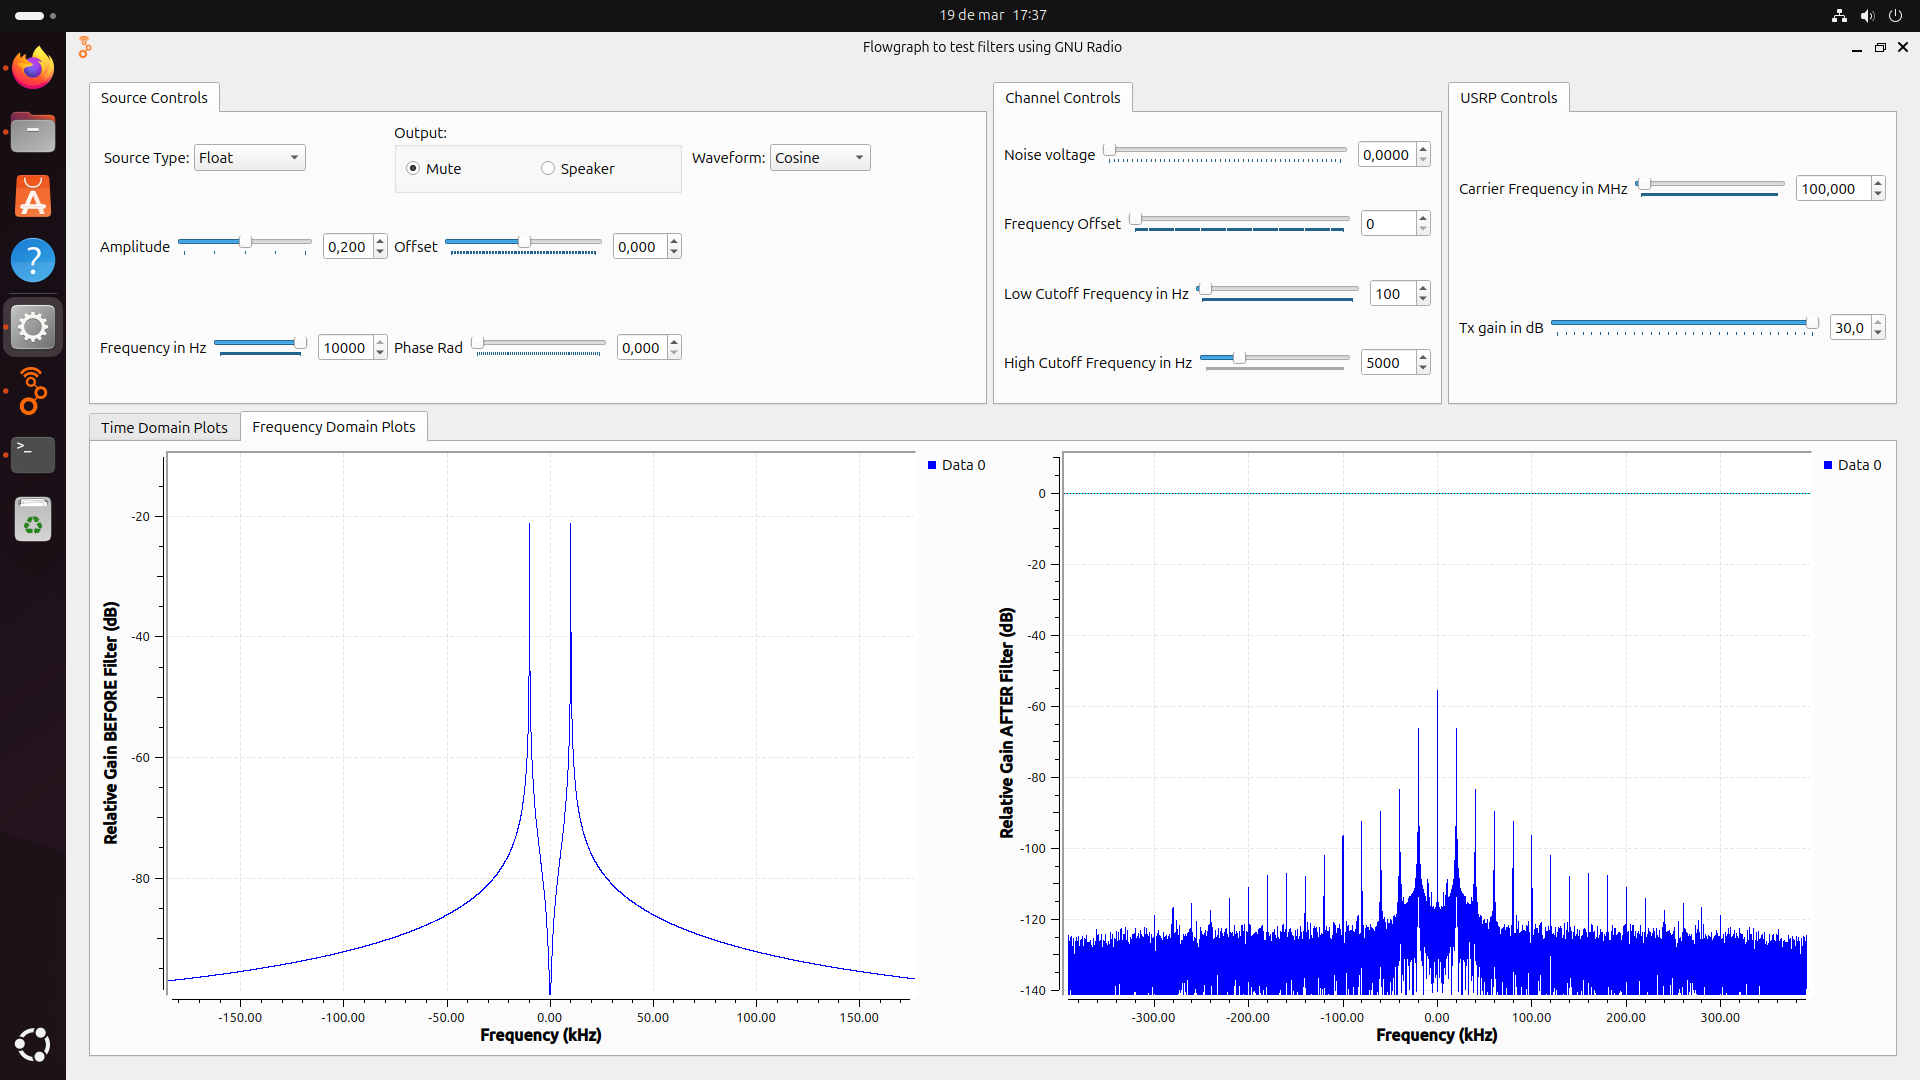 19 de mar 17:37
Flowgraph to test filters using GNU Radio
Source Controls
Channel Controls
USRP Controls
Output:
Source Type: Float
Mute
Speaker
Waveform: Cosine
Noise voltage 0,0000
Carrier Frequency in MHz 100,000
Amplitude 0,200
Offset 0,000
Frequency Offset 0
Low Cutoff Frequency in Hz 100
Tx gain in dB 30,0
Frequency in Hz 10000
Phase Rad 0,000
High Cutoff Frequency in Hz 5000
Time Domain Plots
Frequency Domain Plots
Relative Gain BEFORE Filter (dB)
-20
-40
-60
-80
Data 0
-150.00 -100.00 -50.00 0.00 50.00 100.00 150.00
Frequency (kHz)
Relative Gain AFTER Filter (dB)
0
-20
-40
-60
-80
-100
-120
-140
Data 0
-300.00 -200.00 -100.00 0.00 100.00 200.00 300.00
Frequency (kHz)